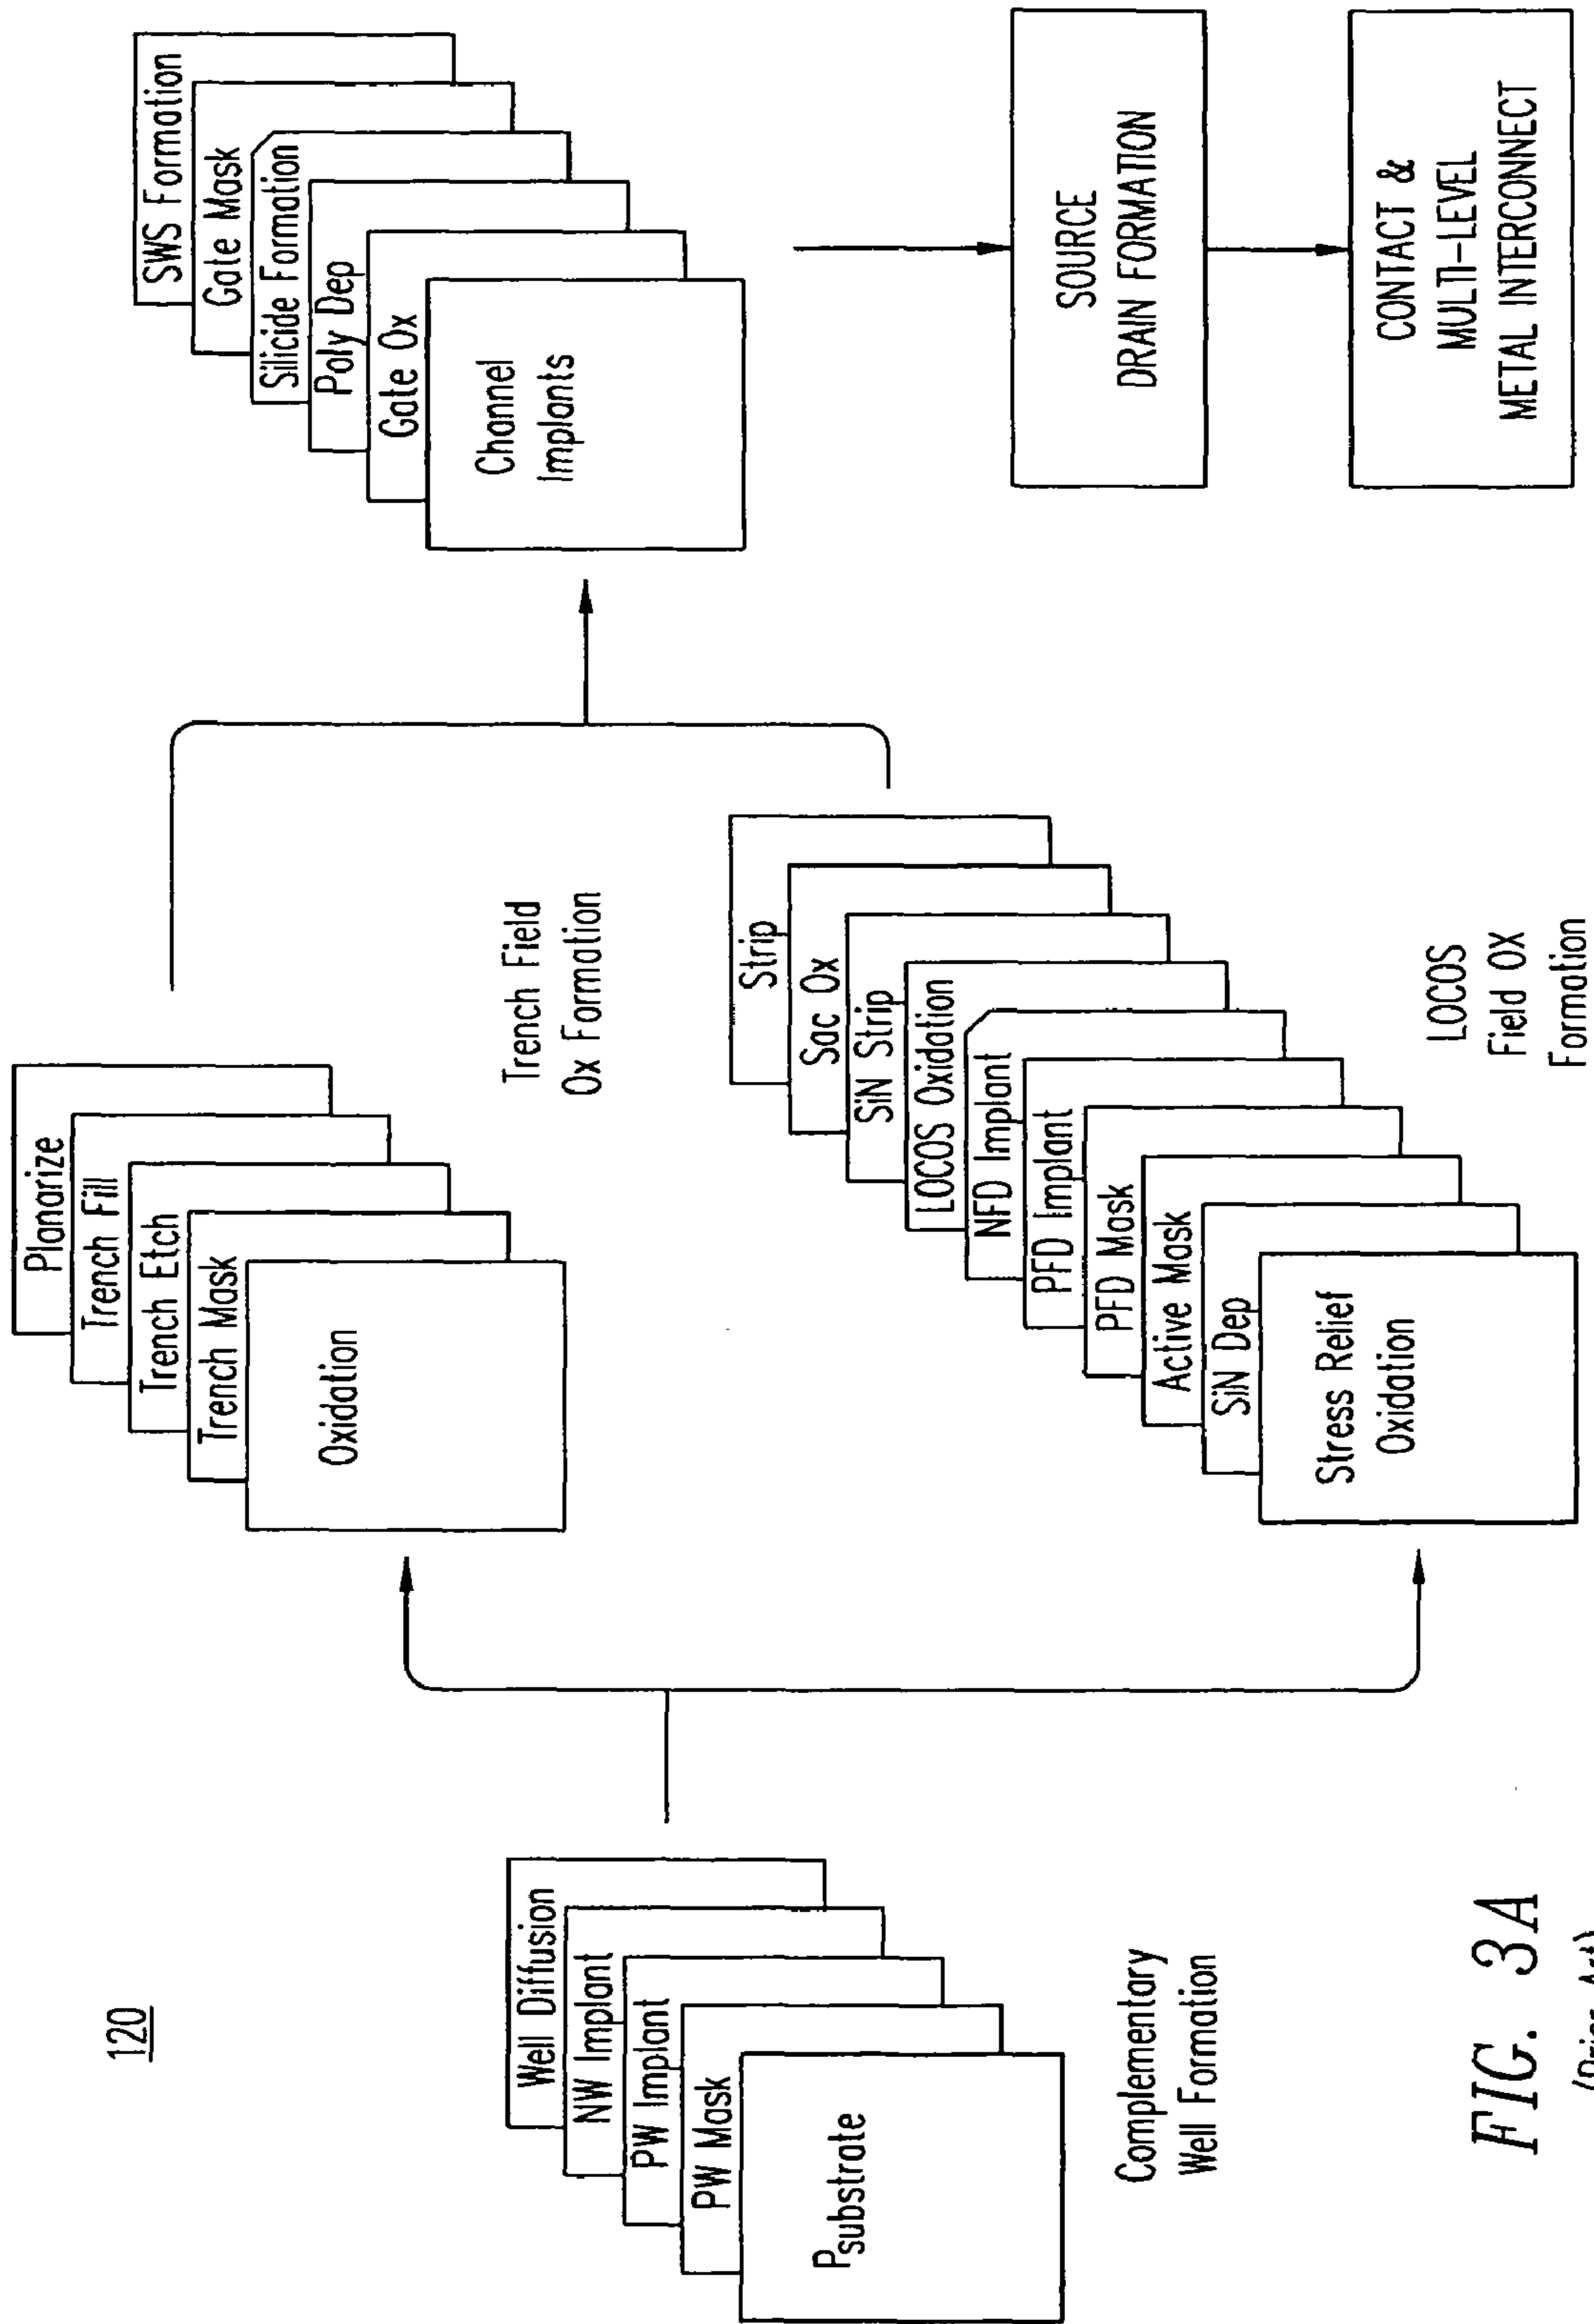 120
Well Diffusion
NW Implant
PW Implant
PW Mask
Psubstrate
Complementary
Well Formation
Planarize
Trench Fill
Trench Etch
Trench Mask
Oxidation
Trench Field
Ox Formation
Strip
Sac Ox
SiN Strip
LOCOS Oxidation
NFD Implant
PFD Implant
PFD Mask
Active Mask
SiN Dep
Stress Relief
Oxidation
LOCOS
Field OX
Formation
SWS Formation
Gate Mask
Silicide Formation
Poly Dep
Gate Ox
Channel
Implants
SOURCE
DRAIN FORMATION
CONTACT &
MULTI-LEVEL
METAL INTERCONNECT
FIG. 3A
(Prior Art)